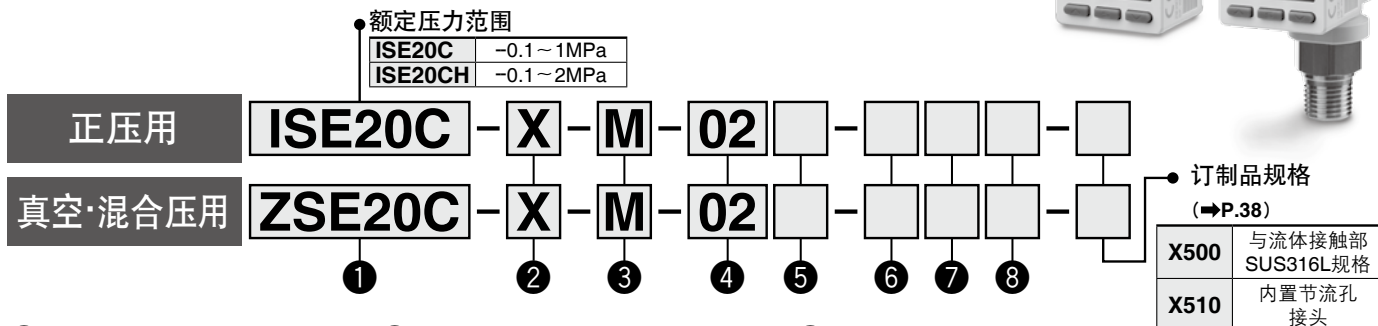 额定压力范围
ISE20C −0.1～1MPa
ISE20CH −0.1～2MPa
正压用 ISE20C - X - M - 02 - -
真空·混合压用 ZSE20C - X - M - 02 - -
❶ ❷ ❸ ❹ ❺ ❻ ❼ ❽
订制品规格
(➡P.38)
X500 与流体接触部
SUS316L规格
X510 内置节流孔
接头